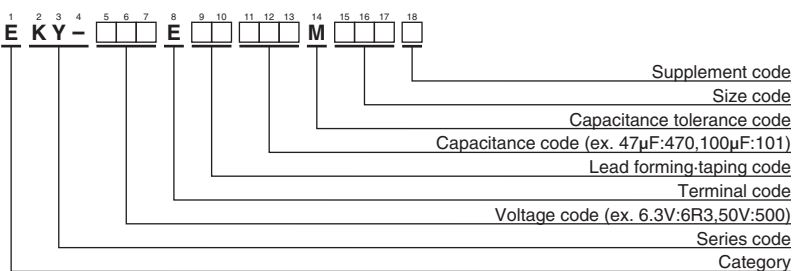 1 2 3 4 5 6 7 8 9 10 11 12 13 14 15 16 17 18
E KY– □□□ E □□ □□□ M □□□ □
Supplement code
Size code
Capacitance tolerance code
Capacitance code (ex. 47µF:470,100µF:101)
Lead forming·taping code
Terminal code
Voltage code (ex. 6.3V:6R3,50V:500)
Series code
Category